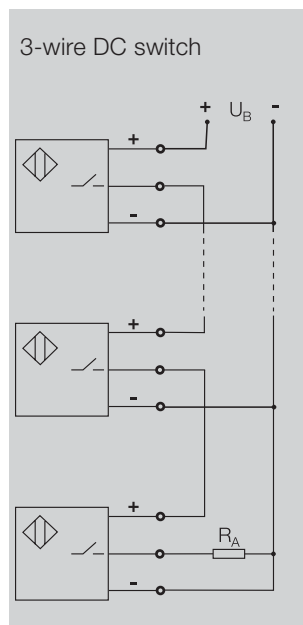 3-wire DC switch
+ U_B -
+
-
+
-
+
R_A
-